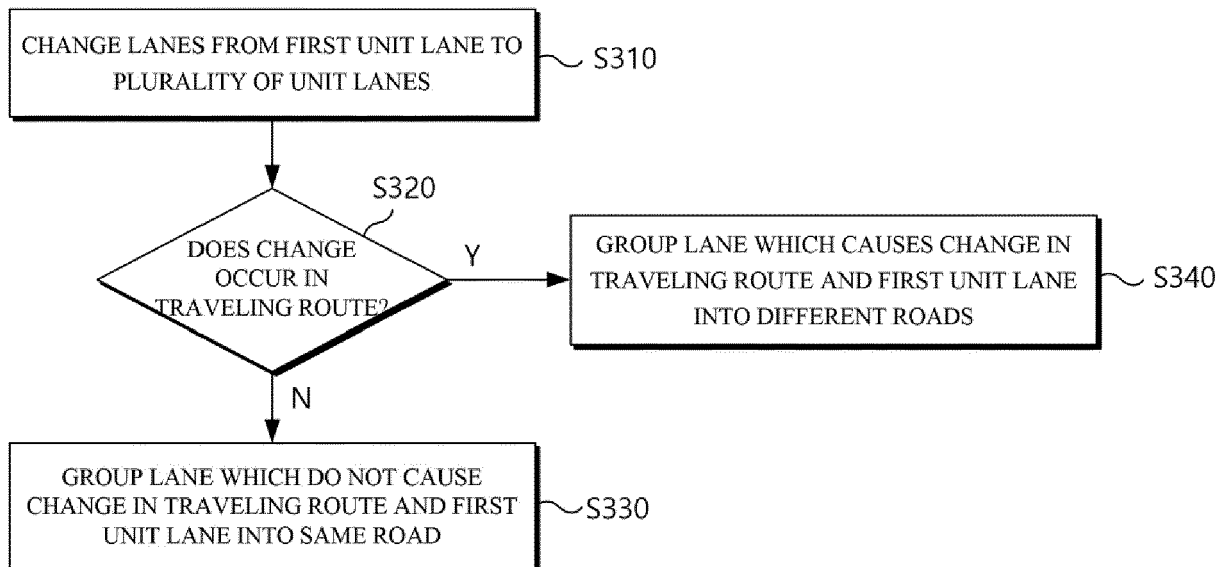 CHANGE LANES FROM FIRST UNIT LANE TO
PLURALITY OF UNIT LANES
S310
S320
DOES CHANGE
OCCUR IN
TRAVELING ROUTE?
Y
GROUP LANE WHICH CAUSES CHANGE IN
TRAVELING ROUTE AND FIRST UNIT LANE
INTO DIFFERENT ROADS
S340
N
GROUP LANE WHICH DO NOT CAUSE
CHANGE IN TRAVELING ROUTE AND FIRST
UNIT LANE INTO SAME ROAD
S330